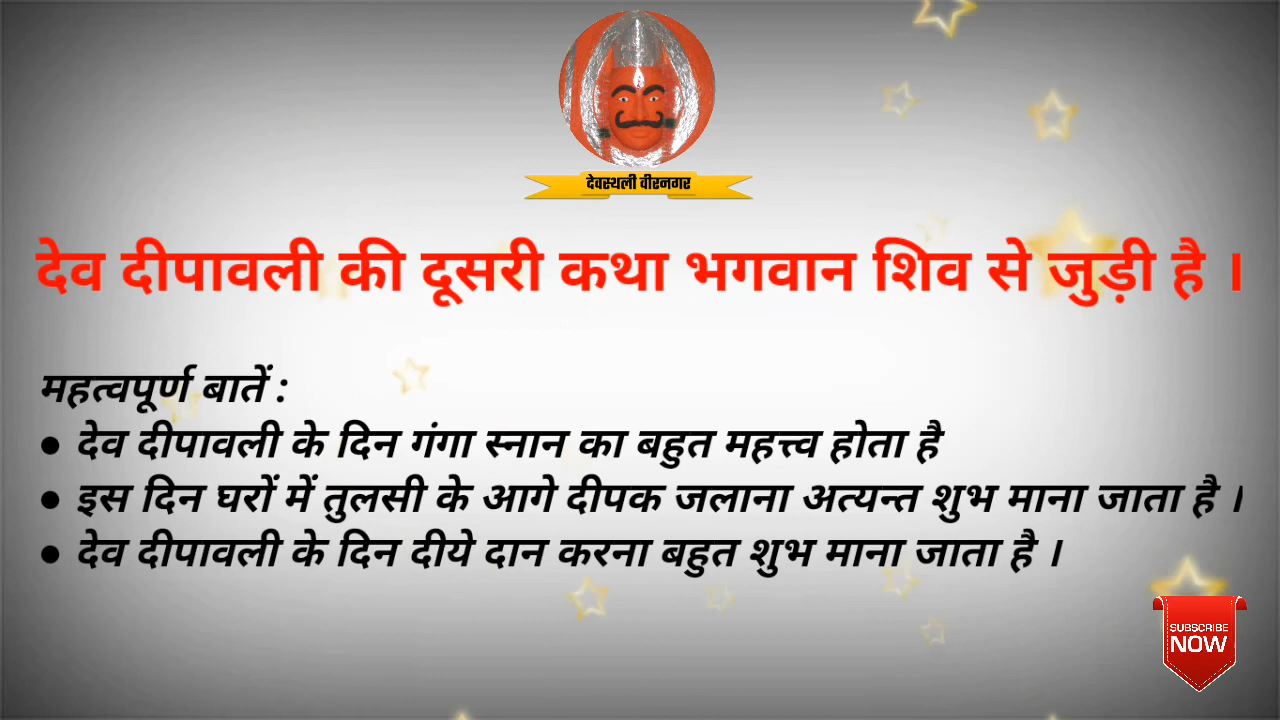 देवस्थली वीरनगर
देव दीपावली की दूसरी कथा भगवान शिव से जुड़ी है ।
महत्वपूर्ण बातें :
● देव दीपावली के दिन गंगा स्नान का बहुत महत्त्व होता है
● इस दिन घरों में तुलसी के आगे दीपक जलाना अत्यन्त शुभ माना जाता है ।
● देव दीपावली के दिन दीये दान करना बहुत शुभ माना जाता है ।
SUBSCRIBE
NOW